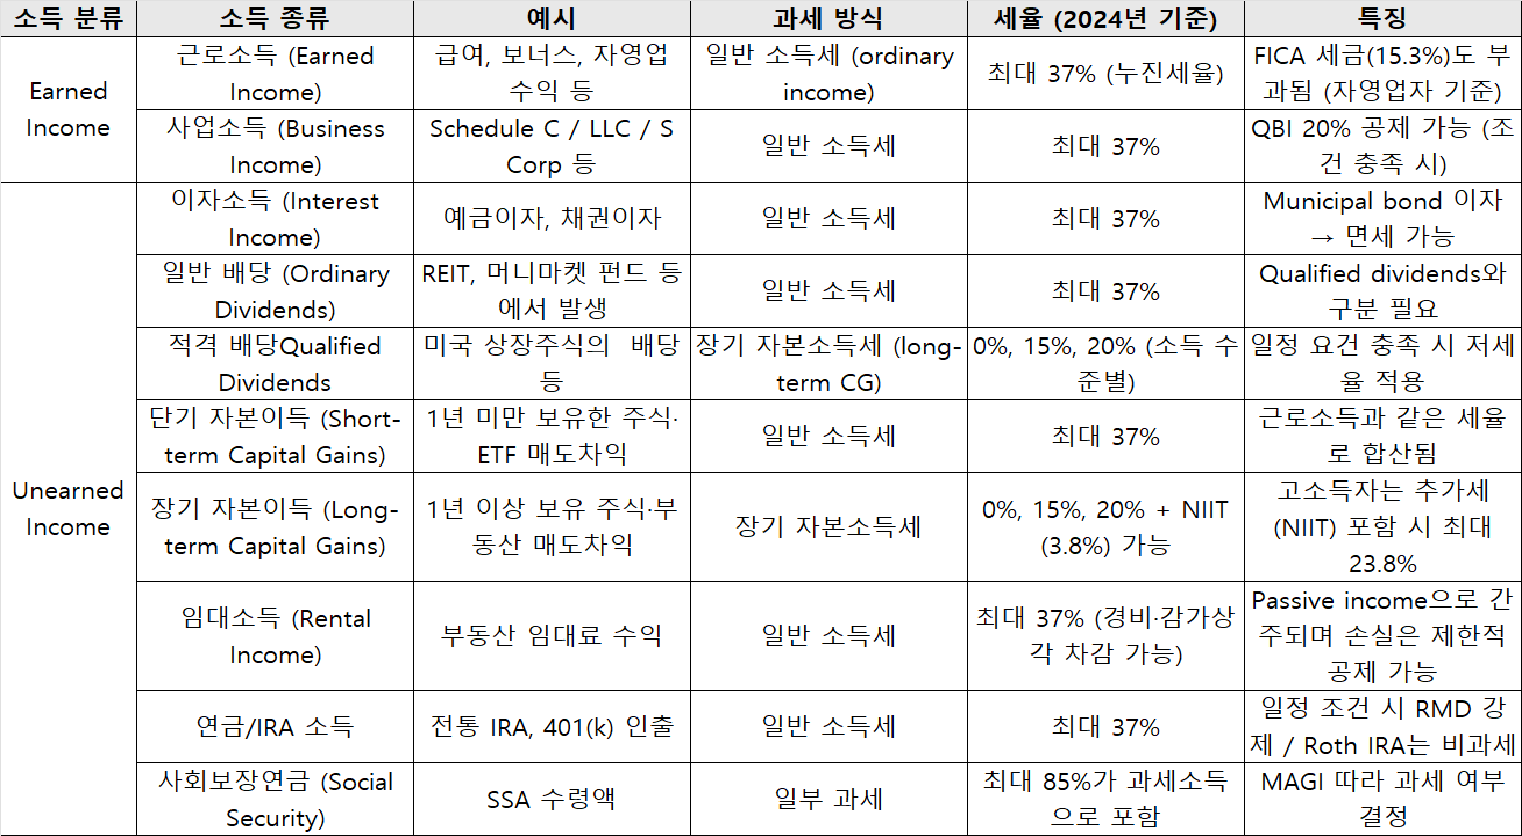 소득 분류 소득 종류 예시 과세 방식 세율 (2024년 기준) 특징
Earned
Income
근로소득 (Earned
Income)
급여, 보너스, 자영업
수익 등
일반 소득세 (ordinary
income)
최대 37% (누진세율)
FICA 세금(15.3%)도 부
과됨 (자영업자 기준)
사업소득 (Business
Income)
Schedule C / LLC / S
Corp 등
일반 소득세
최대 37%
QBI 20% 공제 가능 (조
건 충족 시)
Unearned
Income
이자소득 (Interest
Income)
예금이자, 채권이자
일반 소득세
최대 37%
Municipal bond 이자
→ 면세 가능
일반 배당 (Ordinary
Dividends)
REIT, 머니마켓 펀드 등
에서 발생
일반 소득세
최대 37%
Qualified dividends와
구분 필요
적격 배당Qualified
Dividends
미국 상장주식의 배당
등
장기 자본소득세 (long-
term CG)
0%, 15%, 20% (소득 수
준별)
일정 요건 충족 시 저세
율 적용
단기 자본이득 (Short-
term Capital Gains)
1년 미만 보유한 주식·
ETF 매도차익
일반 소득세
최대 37%
근로소득과 같은 세율
로 합산됨
장기 자본이득 (Long-
term Capital Gains)
1년 이상 보유 주식·부
동산 매도차익
장기 자본소득세
0%, 15%, 20% + NIIT
(3.8%) 가능
고소득자는 추가세
(NIIT) 포함 시 최대
23.8%
임대소득 (Rental
Income)
부동산 임대료 수익
일반 소득세
최대 37% (경비·감가상
각 차감 가능)
Passive income으로 간
주되며 손실은 제한적
공제 가능
연금/IRA 소득
전통 IRA, 401(k) 인출
일반 소득세
최대 37%
일정 조건 시 RMD 강
제 / Roth IRA는 비과세
사회보장연금 (Social
Security)
SSA 수령액
일부 과세
최대 85%가 과세소득
으로 포함
MAGI 따라 과세 여부
결정